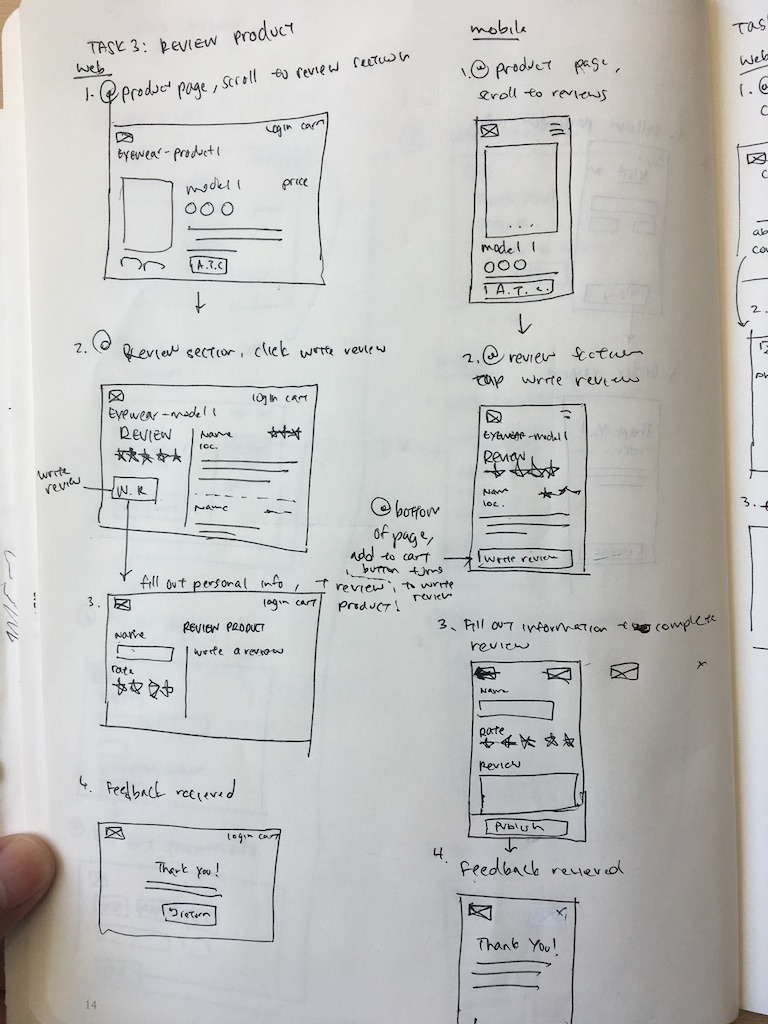 TASK 3: REVIEW PRODUCT
web
1. @ product page, scroll to review section
login cart
Eyewear-product 1
model 1 price
A.T.C
2. @ Review section, click write review
login cart
Eyewear-model 1
REVIEW
Name
loc.
write review
W.R
Name
fill out personal info, + review product!
3.
login cart
REVIEW PRODUCT
Name
write a review
rate
4. Feedback recieved
login cart
Thank you!
return
14
mobile
1. @ product page,
scroll to reviews
model 1
A.T.C.
2. @ review section
tap write review
EYEWEAR-model 1
Review
Nam
loc.
write review
@ bottom
of page,
add to cart
button turns
to write
review
3. Fill out information to complete
review
x
Name
Rate
REVIEW
Publish
4. Feedback recieved
x
Thank You!
TAS
web
1. @
2.
3.